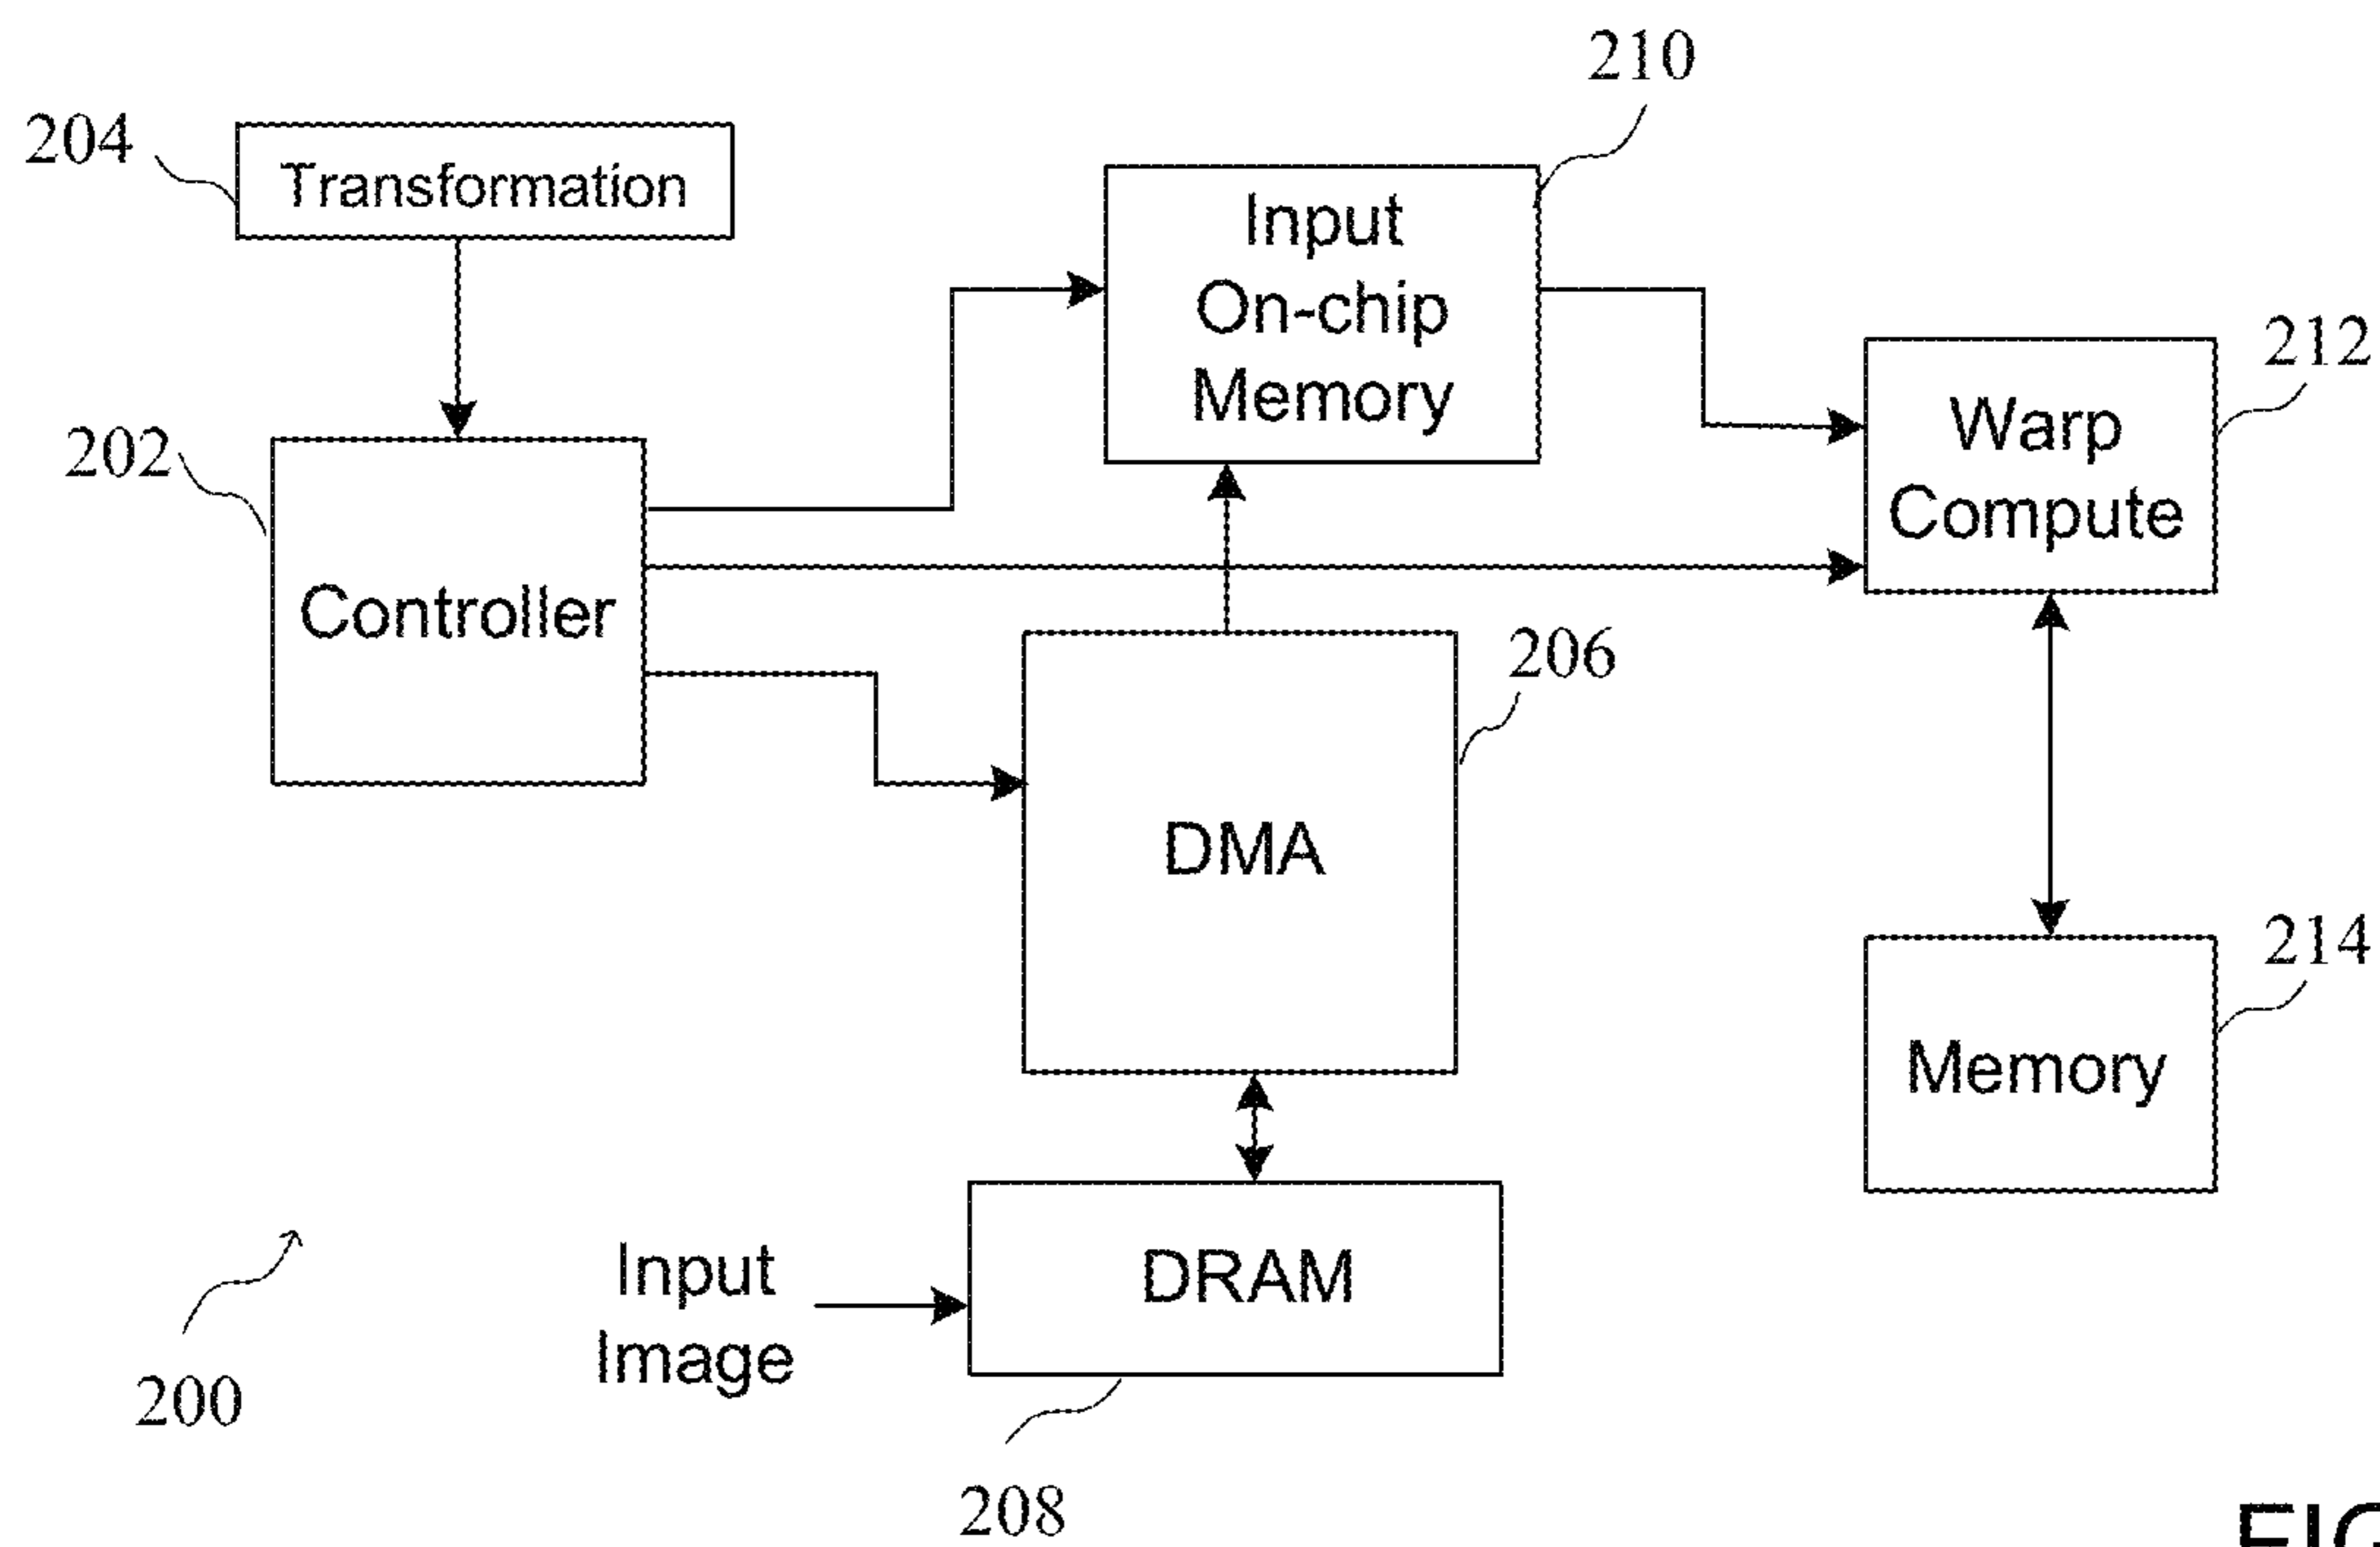 210
204
Transformation
Input
On-chip
Memory
212
202
Warp
Compute
Controller
206
DMA
214
Memory
Input
Image
DRAM
200
208